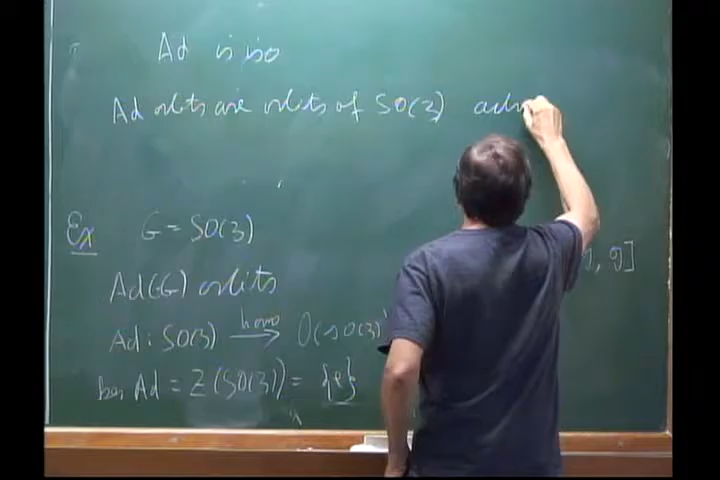 Ad is iso
Ad orbits are orbits of SO(3)
Ex G = SO(3)
, g]
Ad(G) orbits
Ad : SO(3) homo → O(so(3)
ker Ad = Z(SO(3)) = {e}